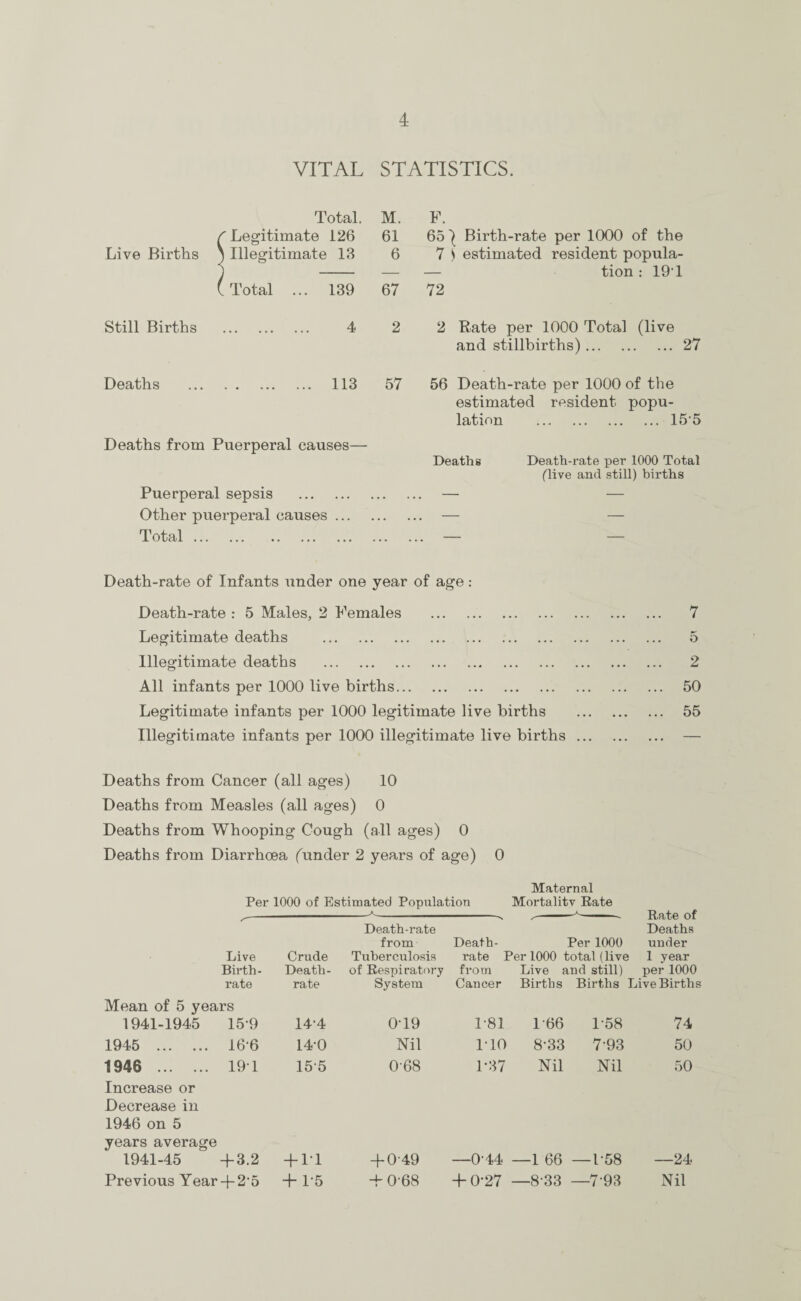 4
VITAL STATISTICS.
Total. M. F.
Live Births { Legitimate 126 61 65 } Birth-rate per 1000 of the
Illegitimate 13 6 7 } estimated resident popula-
— — tion : 19·1
Total ... 139 67 72
Still Births ... ... ... 4 2 2 Rate per 1000 Total (live
and stillbirths) ... ... ... 27
Deaths ... ... ... ... 113 57 56 Death-rate per 1000 of the
estimated resident popu-
lation ... ... ... ... 15·5
Deaths from Puerperal causes—
Deaths Death-rate per 1000 Total
(live and still) births
Puerperal sepsis ... ... ... ... ... — —
Other puerperal causes ... ... ... ... — —
Total ... ... ... ... ... ... ... — —
Death-rate of Infants under one year of age :
Death-rate : 5 Males, 2 Females ... ... ... ... ... ... ... 7
Legitimate deaths ... ... ... ... ... ... ... ... ... ... 5
Illegitimate deaths ... ... ... ... ... ... ... ... ... ... 2
All infants per 1000 live births... ... ... ... ... ... ... ... 50
Legitimate infants per 1000 legitimate live births ... ... ... 55
Illegitimate infants per 1000 illegitimate live births ... ... ... —
Deaths from Cancer (all ages) 10
Deaths from Measles (all ages) 0
Deaths from Whooping Cough (all ages) 0
Deaths from Diarrhœa (under 2 years of age) 0
Maternal
Per 1000 of Estimated Population Mortality Rate
Rate of
Death-rate Deaths
from Death- Per 1000 under
Live Crude Tuberculosis rate Per 1000 total (live 1 year
Birth- Death- of Respiratory from Live and still) per 1000
rate rate System Cancer Births Births Live Births
Mean of 5 years
1941-1945 15·9 14·4 0·19 1·81 1·66 1·58 74
1945 ... ... 16·6 14·0 Nil 1·10 8·33 7·93 50
1946 ... ... 19·1 15·5 0·68 1·37 Nil Nil 50
Increase or
Decrease in
1946 on 5
years average
1941-45 +3.2 +1·1 +0·49 —0·44 —1 66 —1·58 —24
Previous Year +2·5 + 1·5 + 0·68 + 0·27 —8·33 —7·93 Nil